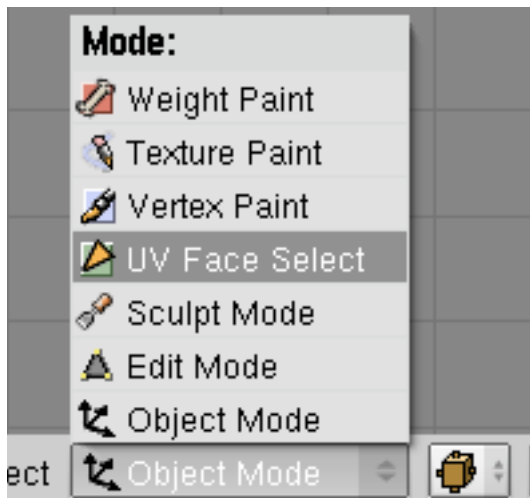 Mode:
Weight Paint
Texture Paint
Vertex Paint
UV Face Select
Sculpt Mode
Edit Mode
Object Mode
ect Object Mode